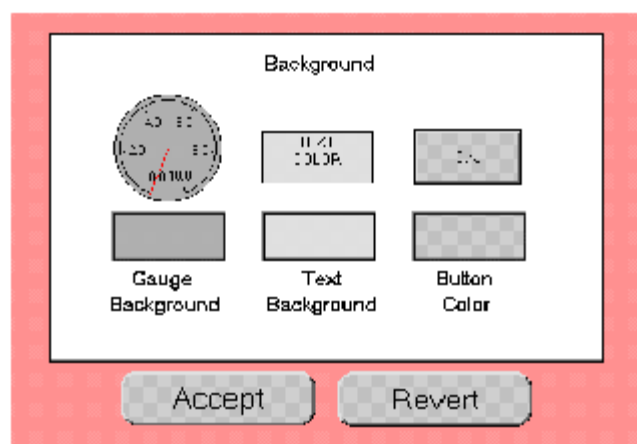 Background
TEXT
COLOR
Gauge
Background
Text
Background
Button
Color
Accept
Revert